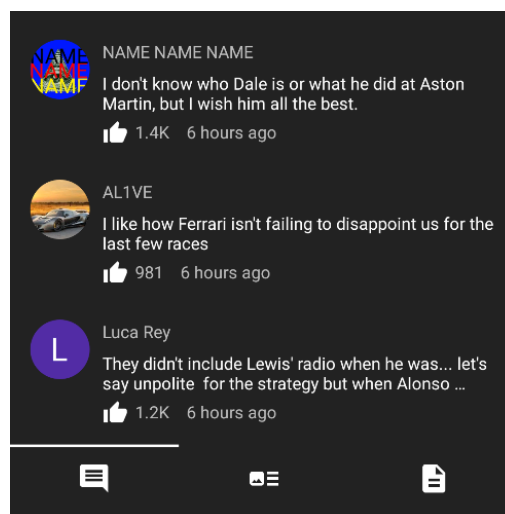 NAME
NAME
NAME
NAME NAME NAME
I don't know who Dale is or what he did at Aston
Martin, but I wish him all the best.
1.4K 6 hours ago
AL1VE
I like how Ferrari isn't failing to disappoint us for the
last few races
981 6 hours ago
L
Luca Rey
They didn't include Lewis' radio when he was... let's
say unpolite for the strategy but when Alonso ...
1.2K 6 hours ago